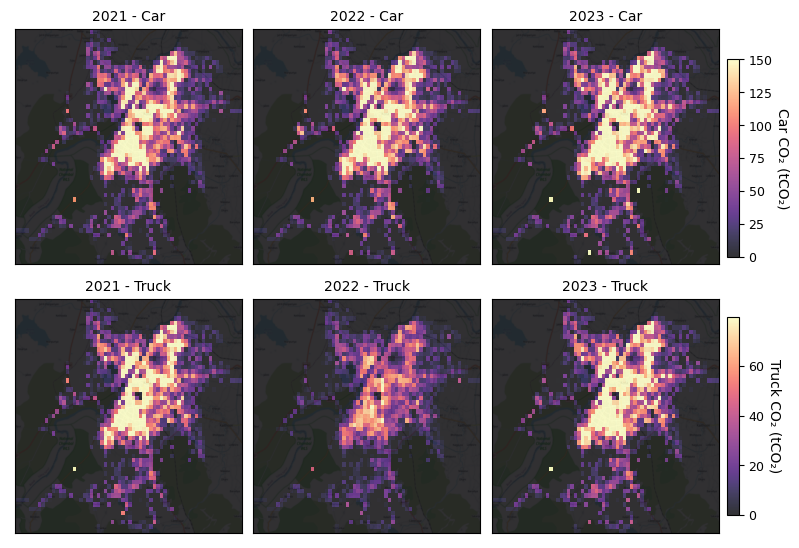 2021 - Car
2022 - Car
2023 - Car
150
125
100
75
50
25
0
Car CO₂ (tCO₂)
2021 - Truck
2022 - Truck
2023 - Truck
60
40
20
0
Truck CO₂ (tCO₂)